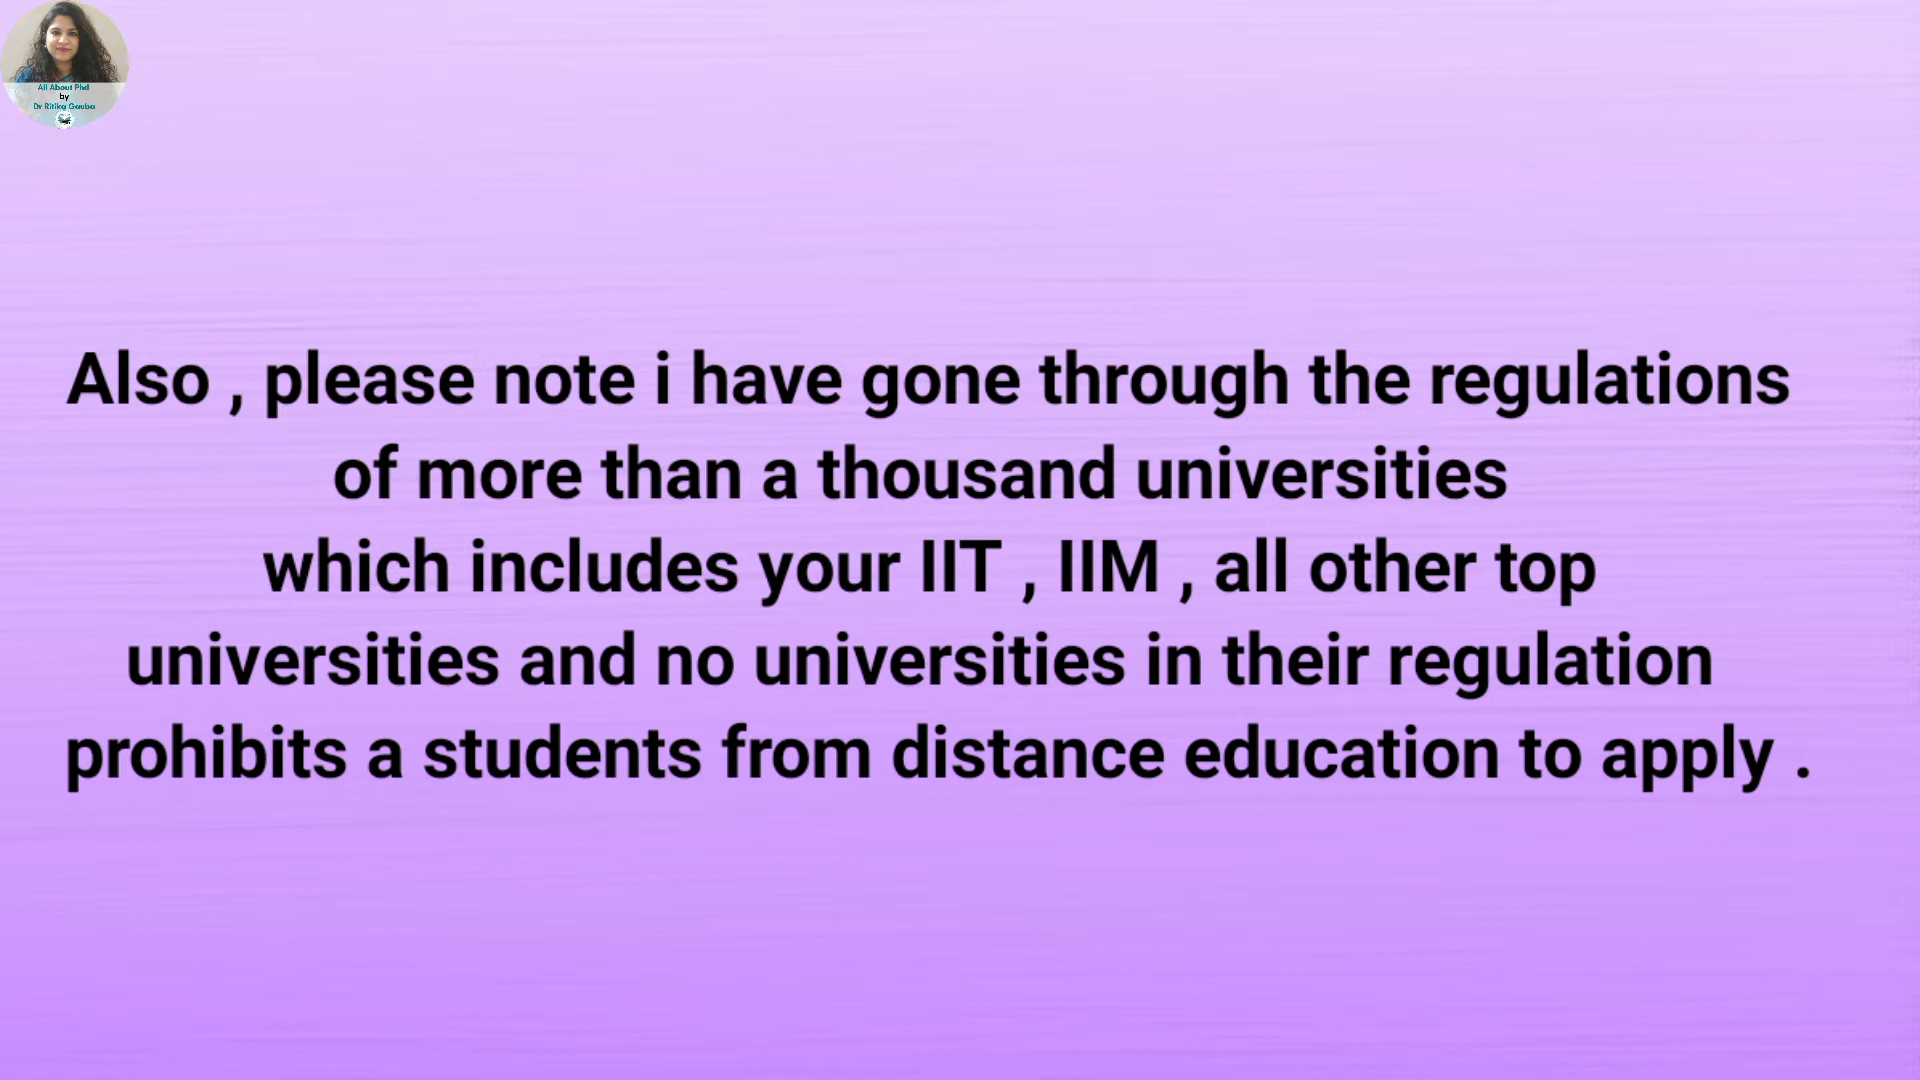 All About Phd
by
Dr Ritika Gauba
Also , please note i have gone through the regulations
of more than a thousand universities
which includes your IIT , IIM , all other top
universities and no universities in their regulation
prohibits a students from distance education to apply .